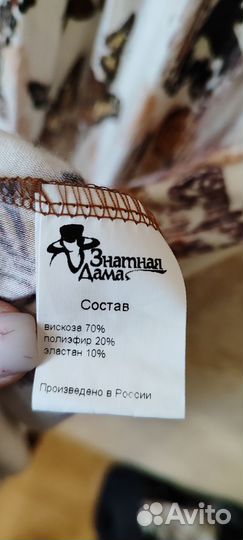 Знатная
Дама
Состав
вискоза 70%
полиэфир 20%
эластан 10%
Произведено в России
Avito